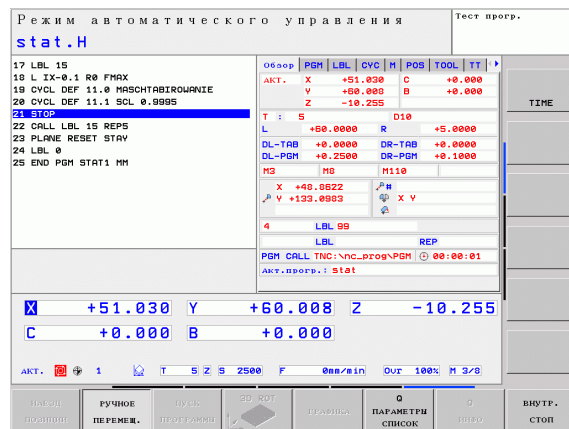 Режим автоматического управления
Тест прогр.
stat.H
17 LBL 15
18 L IX-0.1 R0 FMAX
19 CYCL DEF 11.0 MASCHTABIROWANIE
20 CYCL DEF 11.1 SCL 0.9995
21 STOP
22 CALL LBL 15 REP5
23 PLANE RESET STAY
24 LBL 0
25 END PGM STAT1 MM
Обзор PGM LBL CYC M POS TOOL TT
АКТ. X +51.030 C +0.000
Y +60.008 B +0.000
Z -10.255
T : 5 D10
L +60.0000 R +5.0000
DL-TAB +0.0000 DR-TAB +0.0000
DL-PGM +0.2500 DR-PGM +0.1000
M3 M8 M110
X +48.8622 #
Y +133.0983 X Y
4 LBL 99
LBL REP
PGM CALL TNC:\nc_prog\PGM 00:00:01
Акт.прогр.: stat
X +51.030 Y +60.008 Z -10.255
C +0.000 B +0.000
АКТ. 1 T 5 Z S 2500 F 0mm/min Ovr 100% M 3/8
TIME
НАБОР ПОЗИЦИИ
РУЧНОЕ ПЕРЕМЕЩ.
ПУСК ПРОГРАММЫ
3D ROT
ГРАФИКА
Q ПАРАМЕТРЫ СПИСОК
Q ИНФО
ВНУТР. СТОП